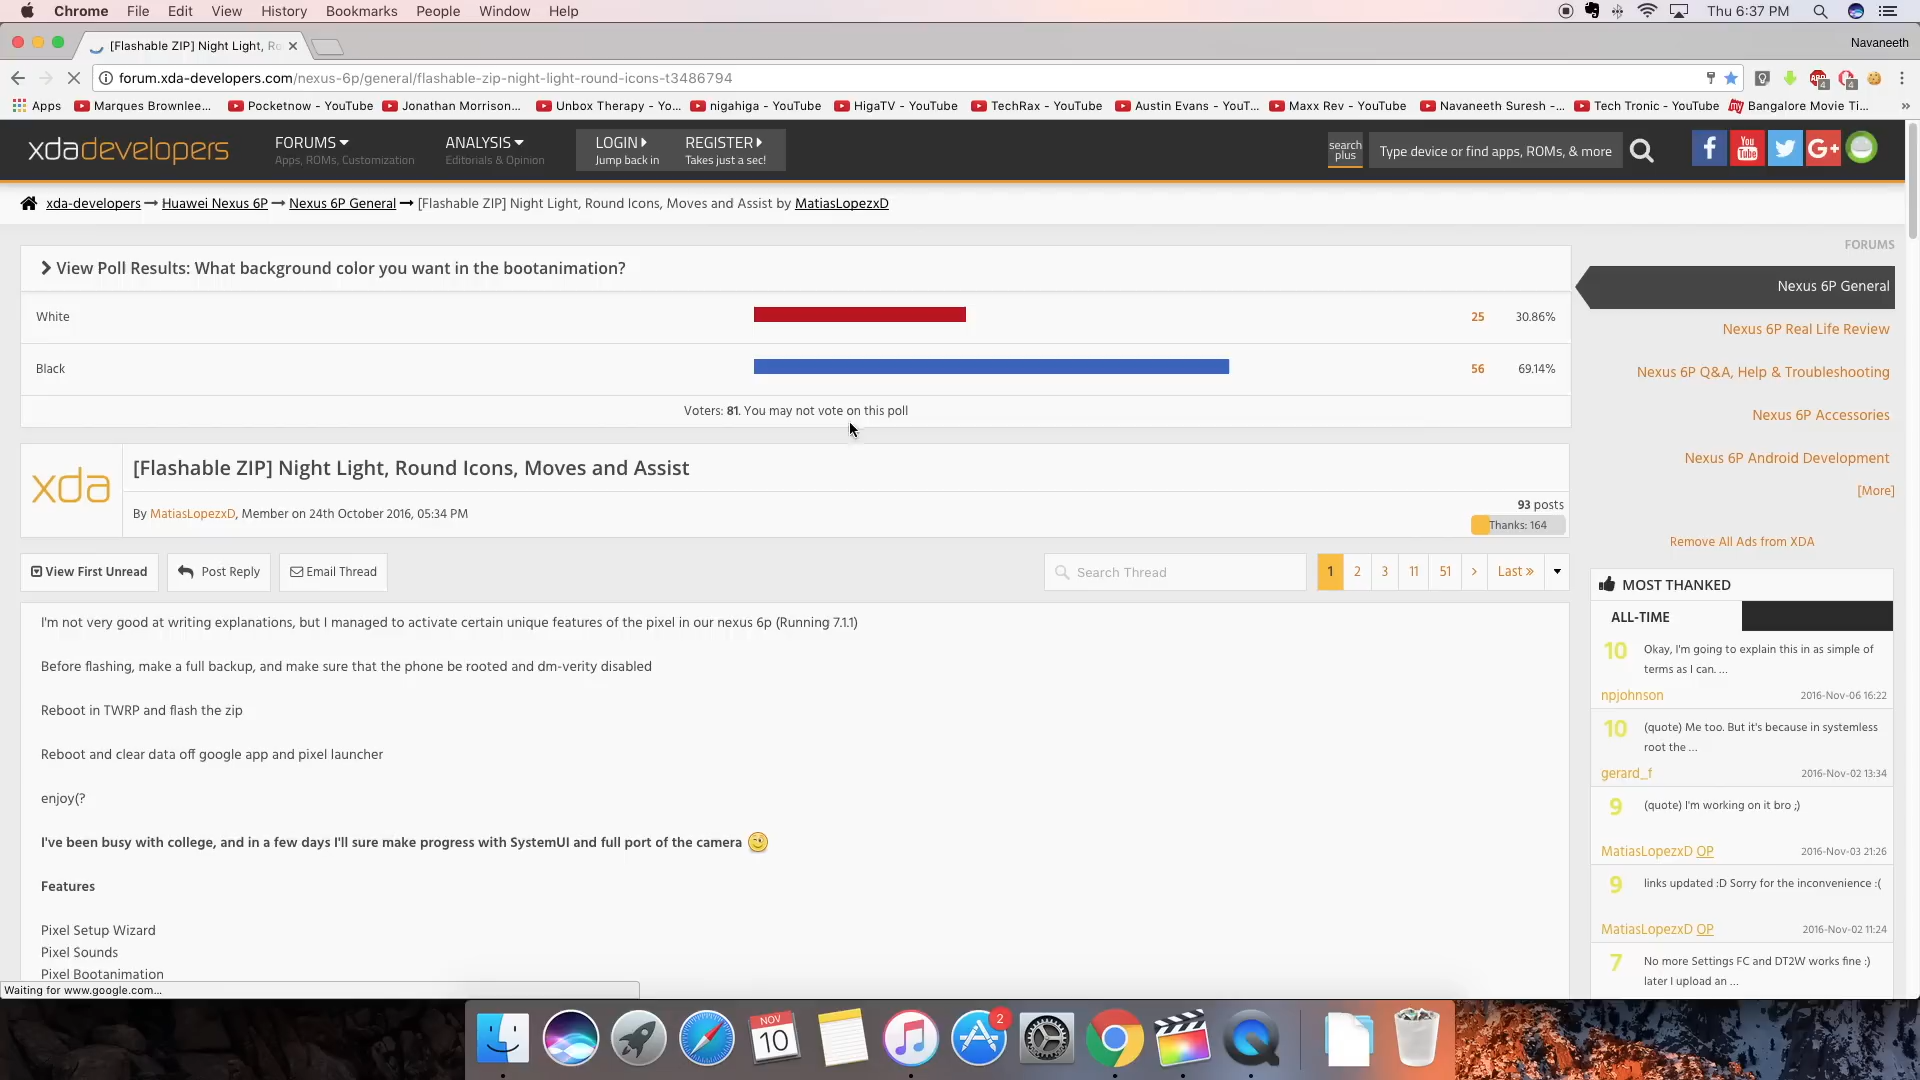 Chrome File Edit View History Bookmarks People Window Help Thu 6:37 PM
[Flashable ZIP] Night Light, Ro Navaneeth
forum.xda-developers.com/nexus-6p/general/flashable-zip-night-light-round-icons-t3486794
Apps Marques Brownlee... Pocketnow - YouTube Jonathan Morrison... Unbox Therapy - Yo... nigahiga - YouTube HigaTV - YouTube TechRax - YouTube Austin Evans - YouT... Maxx Rev - YouTube Navaneeth Suresh -... Tech Tronic - YouTube Bangalore Movie Ti... »
xdadevelopers FORUMS ANALYSIS LOGIN REGISTER search plus Type device or find apps, ROMs, & more f You Tube G+
Apps, ROMs, Customization Editorials & Opinion Jump back in Takes just a sec!
xda-developers → Huawei Nexus 6P → Nexus 6P General → [Flashable ZIP] Night Light, Round Icons, Moves and Assist by MatiasLopezxD
View Poll Results: What background color you want in the bootanimation?
White 25 30.86%
Black 56 69.14%
Voters: 81. You may not vote on this poll
xda
[Flashable ZIP] Night Light, Round Icons, Moves and Assist
By MatiasLopezxD, Member on 24th October 2016, 05:34 PM
93 posts
Thanks: 164
View First Unread Post Reply Email Thread Search Thread 1 2 3 11 51 > Last »
I'm not very good at writing explanations, but I managed to activate certain unique features of the pixel in our nexus 6p (Running 7.1.1)
Before flashing, make a full backup, and make sure that the phone be rooted and dm-verity disabled
Reboot in TWRP and flash the zip
Reboot and clear data off google app and pixel launcher
enjoy(?
I've been busy with college, and in a few days I'll sure make progress with SystemUI and full port of the camera
Features
Pixel Setup Wizard
Pixel Sounds
Pixel Bootanimation
Waiting for www.google.com...
FORUMS
Nexus 6P General
Nexus 6P Real Life Review
Nexus 6P Q&A, Help & Troubleshooting
Nexus 6P Accessories
Nexus 6P Android Development
[More]
Remove All Ads from XDA
MOST THANKED
ALL-TIME
10 Okay, I'm going to explain this in as simple of
terms as I can. ...
npjohnson 2016-Nov-06 16:22
10 (quote) Me too. But it's because in systemless
root the ...
gerard_f 2016-Nov-02 13:34
9 (quote) I'm working on it bro ;)
MatiasLopezxD OP 2016-Nov-03 21:26
9 links updated :D Sorry for the inconvenience :(
MatiasLopezxD OP 2016-Nov-02 11:24
7 No more Settings FC and DT2W works fine :)
later I upload an ...
NOV
10
2